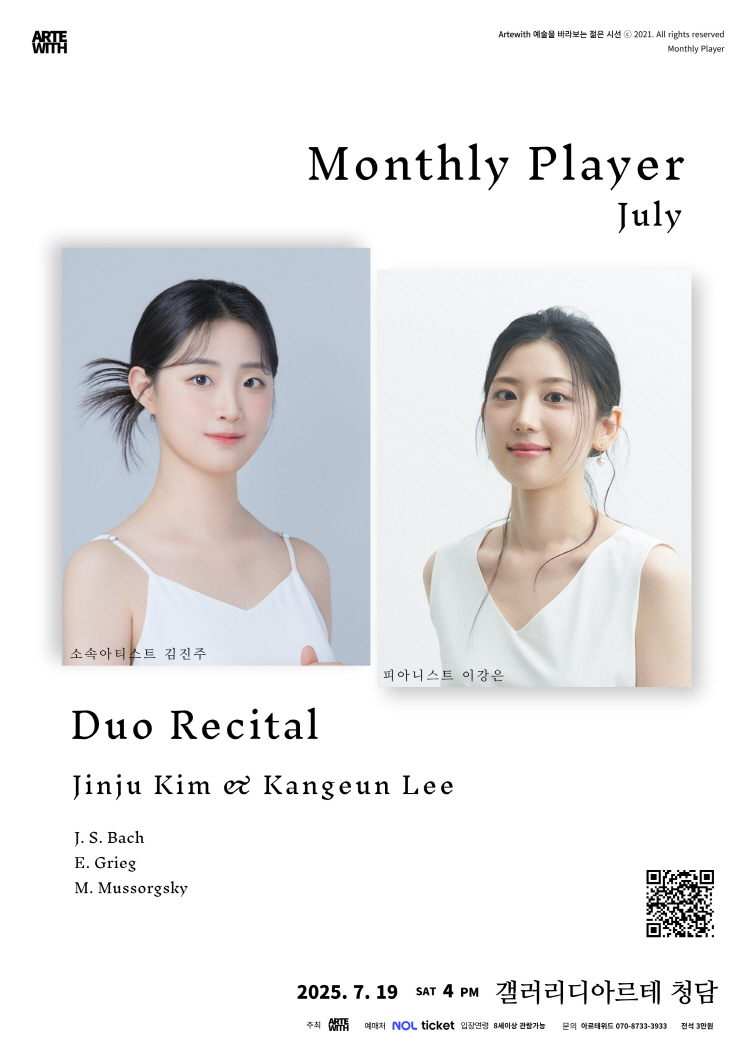 ARTE
WITH
Artewith 예술을 바라보는 젊은 시선 ⓒ 2021. All rights reserved
Monthly Player
Monthly Player
July
소속아티스트 김진주
피아니스트 이강은
Duo Recital
Jinju Kim & Kangeun Lee
J. S. Bach
E. Grieg
M. Mussorgsky
2025. 7. 19 SAT 4 PM 갤러리디아르테 청담
주최 ARTE WITH 예매처 NOL ticket 입장연령 8세이상 관람가능 문의 아르테위드 070-8733-3933 전석 3만원